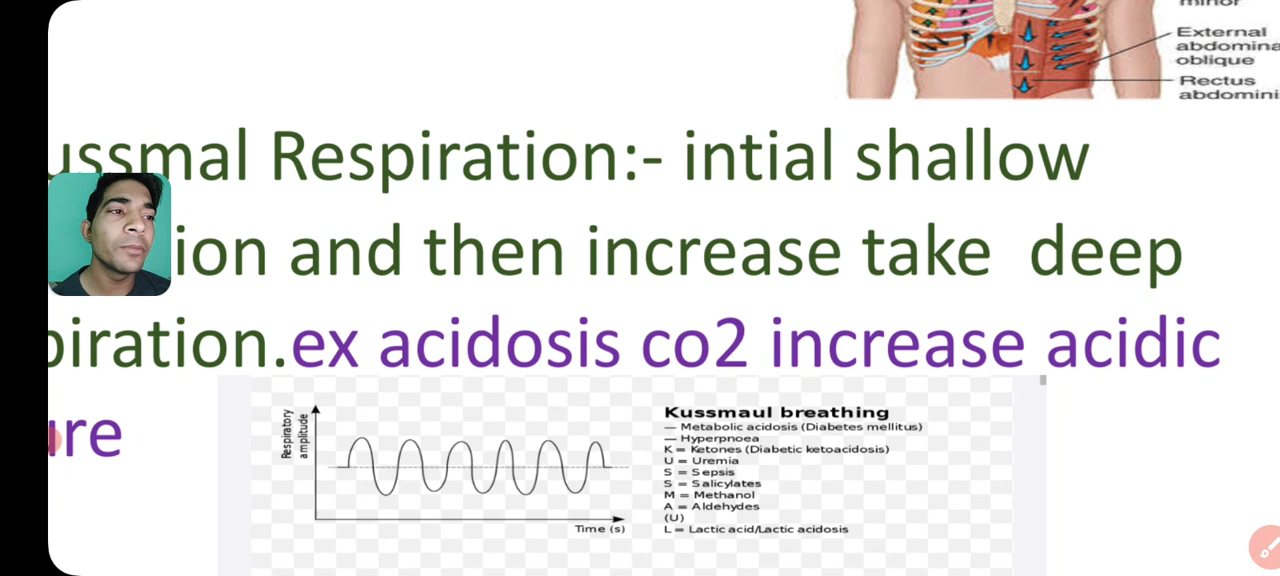 minor
External
abdomina
oblique
Rectus
abdomini
ussmal Respiration:- intial shallow
ion and then increase take deep
piration.ex acidosis co2 increase acidic
ure
Respiratory
amplitude
Time (s)
Kussmaul breathing
— Metabolic acidosis (Diabetes mellitus)
— Hyperpnoea
K = Ketones (Diabetic ketoacidosis)
U = Uremia
S = Sepsis
S = Salicylates
M = Methanol
A = Aldehydes
(U)
L = Lactic acid/Lactic acidosis